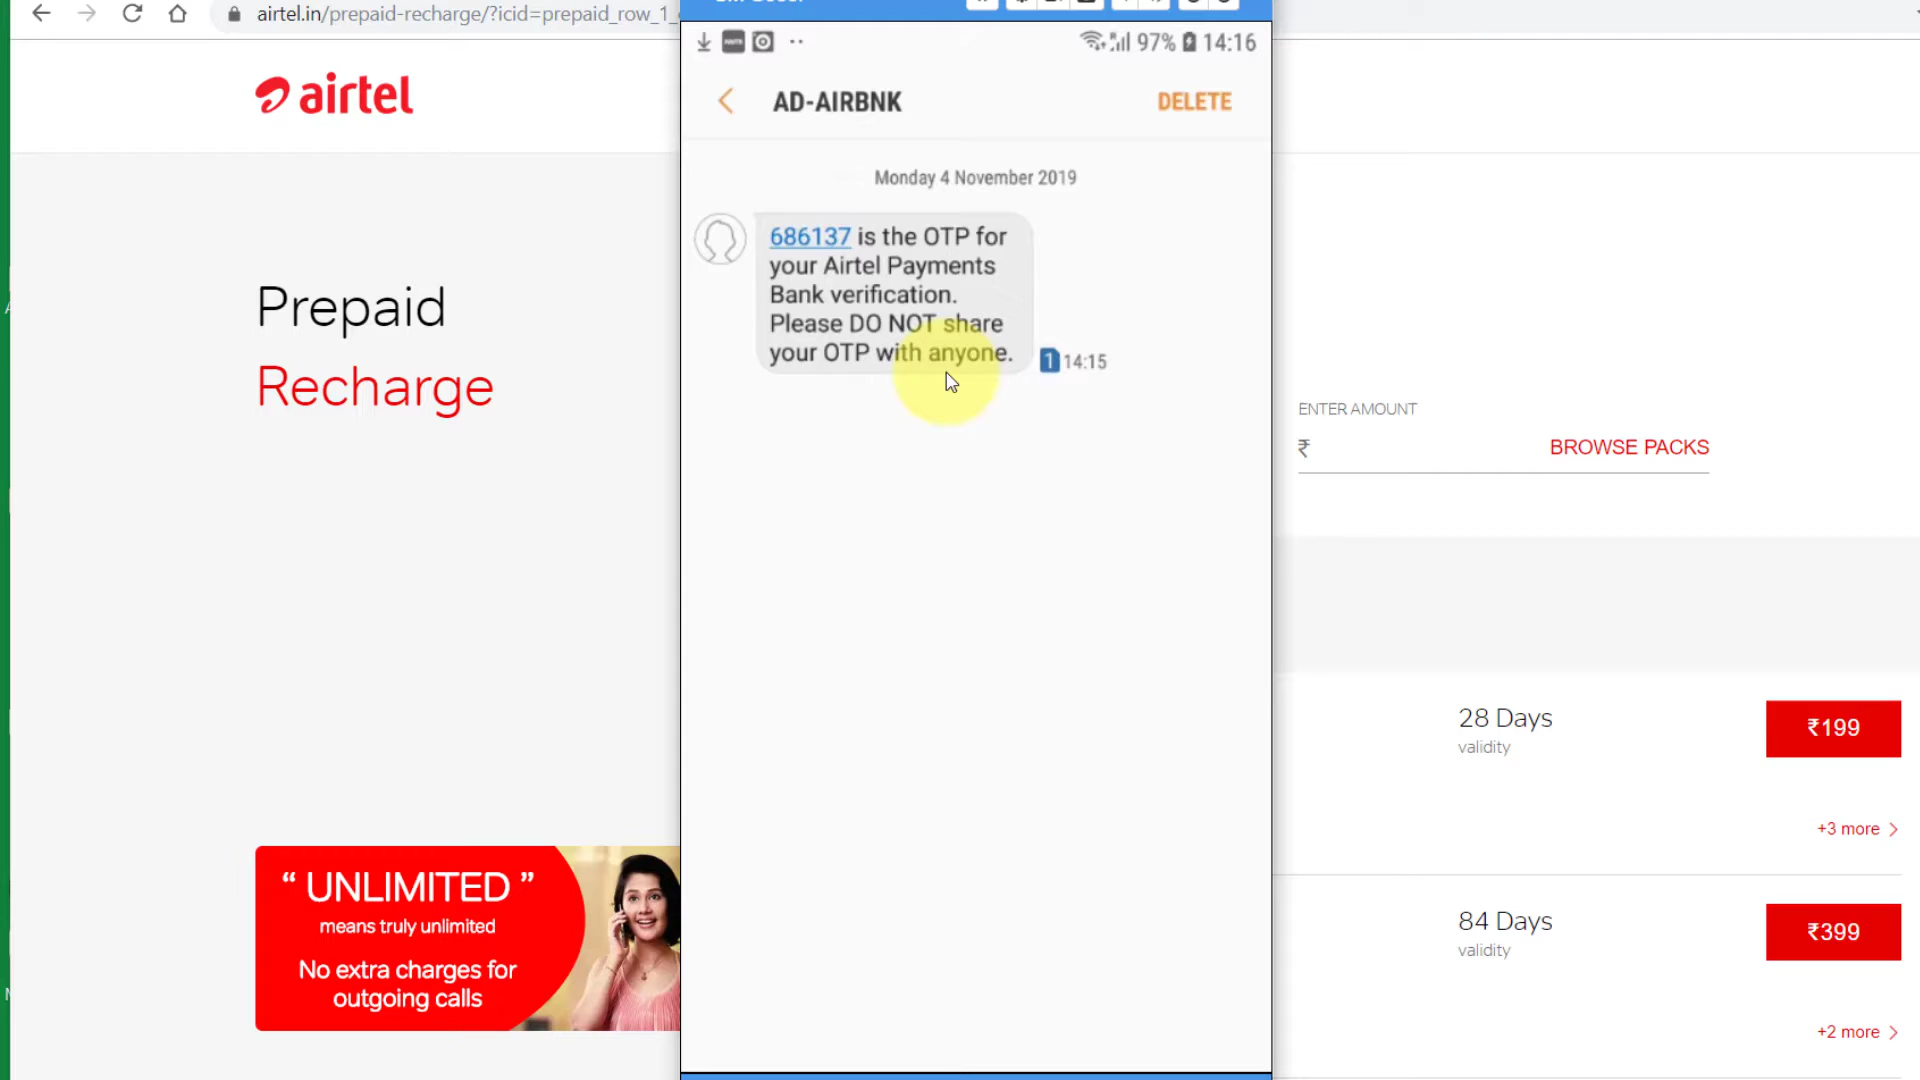 airtel.in/prepaid-recharge/?icid=prepaid_row_1_
97% 14:16
airtel
AD-AIRBNK
DELETE
Monday 4 November 2019
686137 is the OTP for
your Airtel Payments
Bank verification.
Please DO NOT share
your OTP with anyone.
1 14:15
Prepaid
Recharge
ENTER AMOUNT
₹
BROWSE PACKS
28 Days
validity
₹199
+3 more
84 Days
validity
₹399
+2 more
“ UNLIMITED ”
means truly unlimited
No extra charges for
outgoing calls